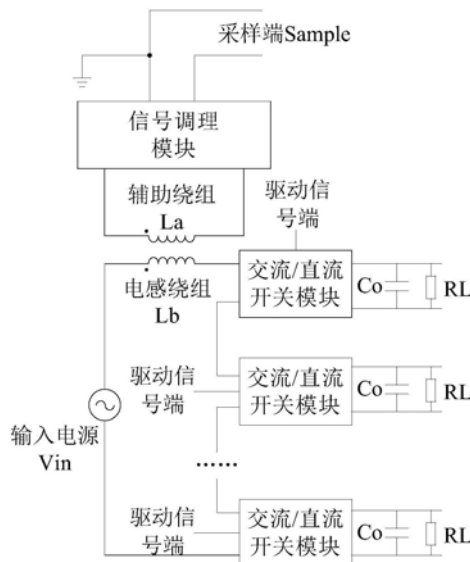 采样端Sample
信号调理
模块
辅助绕组
La
驱动信
号端
电感绕组
Lb
交流/直流
开关模块
Co
RL
驱动信
号端
交流/直流
开关模块
Co
RL
输入电源
Vin
……
驱动信
号端
交流/直流
开关模块
Co
RL